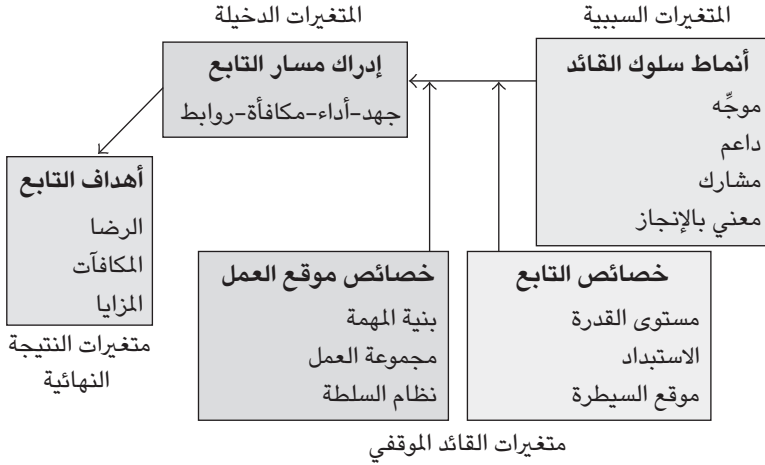 المتغيرات السببية
أنماط سلوك القائد
موجِّه
داعم
مشارك
معني بالإنجاز
المتغيرات الدخيلة
إدراك مسار التابع
جهد-أداء-مكافأة-روابط
أهداف التابع
الرضا
المكافآت
المزايا
متغيرات النتيجة
النهائية
خصائص التابع
مستوى القدرة
الاستبداد
موقع السيطرة
خصائص موقع العمل
بنية المهمة
مجموعة العمل
نظام السلطة
متغيرات القائد الموقفي